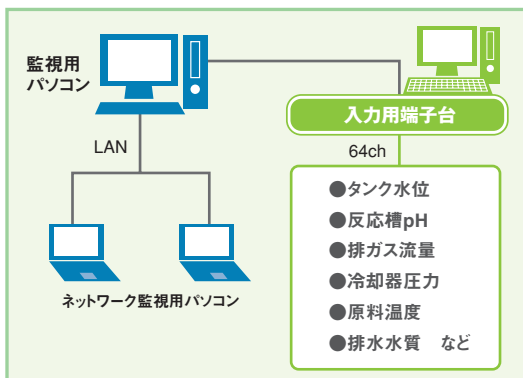 監視用
パソコン
入力用端子台
LAN
64ch
●タンク水位
●反応槽pH
●排ガス流量
●冷却器圧力
●原料温度
●排水水質 など
ネットワーク監視用パソコン